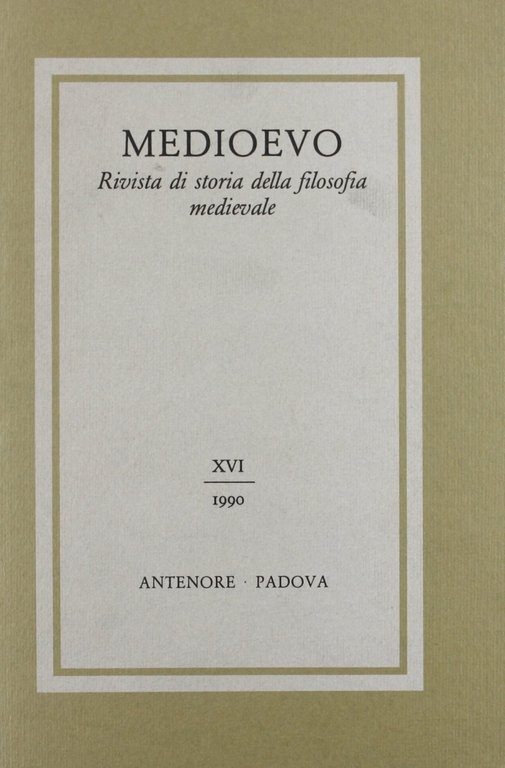 MEDIOEVO
Rivista di storia della filosofia
medievale
XVI
1990
ANTENORE · PADOVA